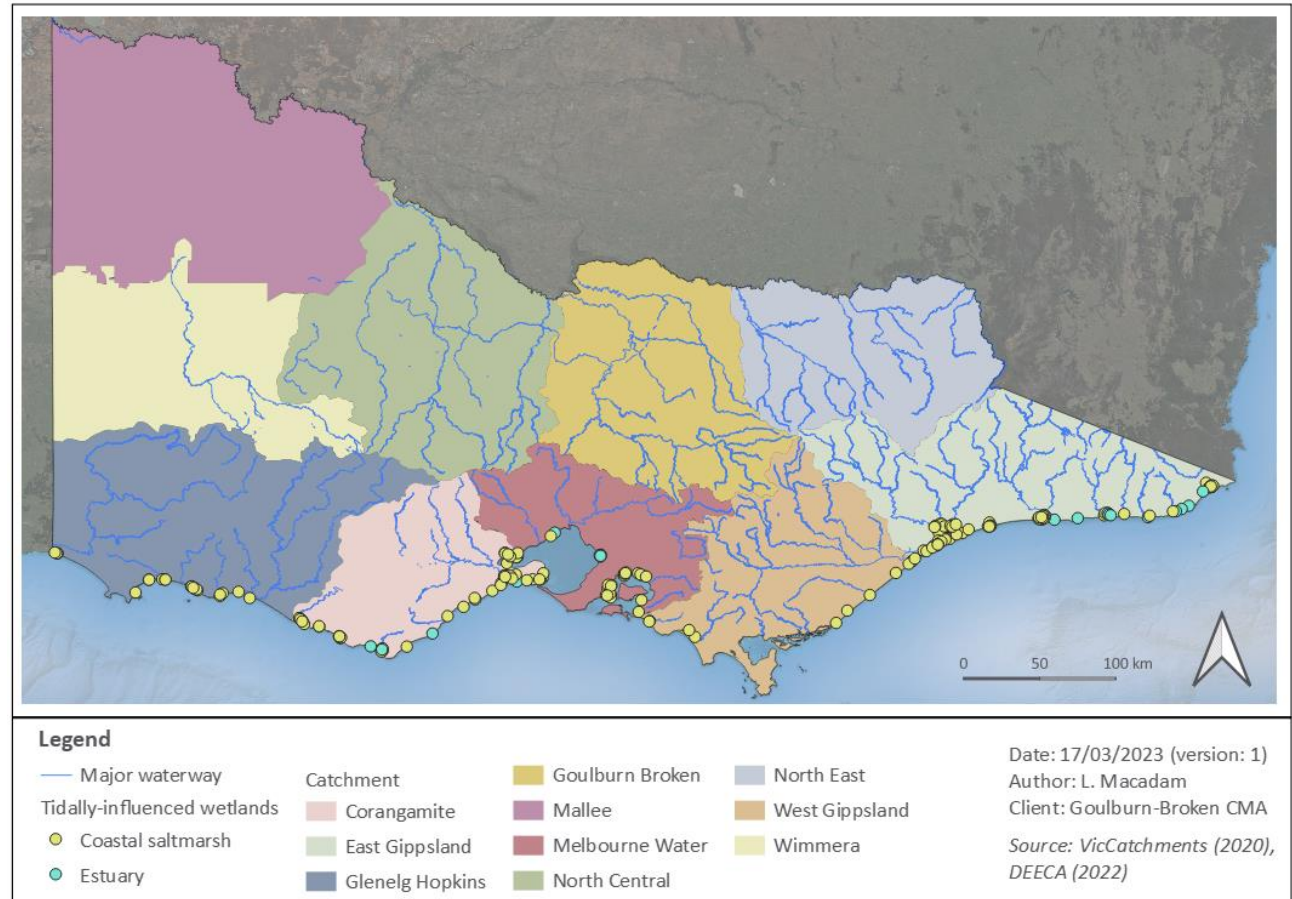 0 50 100 km
Legend
Major waterway
Tidally-influenced wetlands
Coastal saltmarsh
Estuary
Catchment
Corangamite
East Gippsland
Glenelg Hopkins
Goulburn Broken
Mallee
Melbourne Water
North Central
North East
West Gippsland
Wimmera
Date: 17/03/2023 (version: 1)
Author: L. Macadam
Client: Goulburn-Broken CMA
Source: VicCatchments (2020),
DEECA (2022)